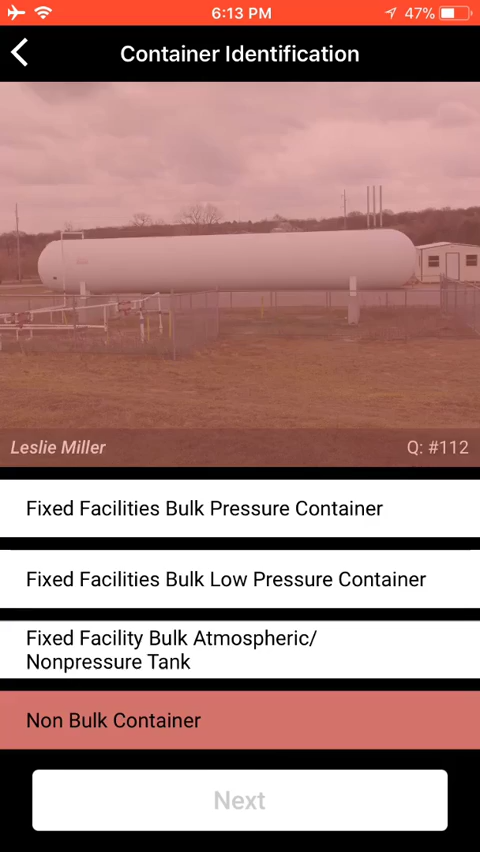 6:13 PM
47%
Container Identification
Leslie Miller
Q: #112
Fixed Facilities Bulk Pressure Container
Fixed Facilities Bulk Low Pressure Container
Fixed Facility Bulk Atmospheric/
Nonpressure Tank
Non Bulk Container
Next